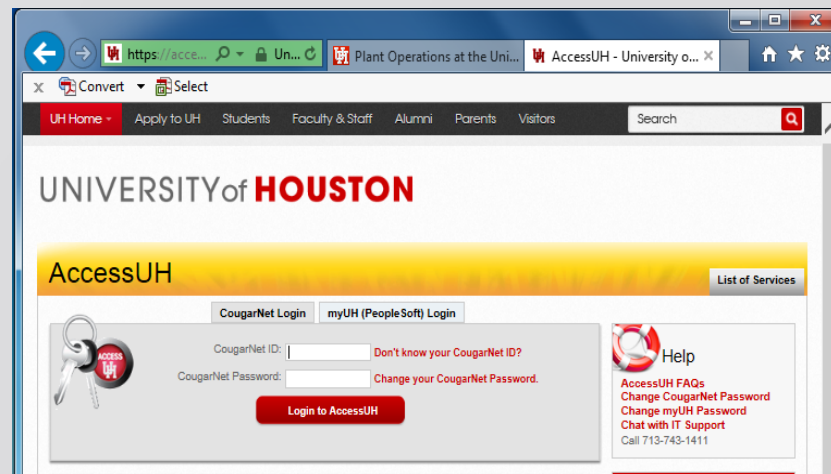 https://acce... Un... Plant Operations at the Uni... AccessUH - University o...
x Convert Select
UH Home Apply to UH Students Faculty & Staff Alumni Parents Visitors Search
UNIVERSITY of HOUSTON
AccessUH
List of Services
CougarNet Login myUH (PeopleSoft) Login
ACCESS
UH
CougarNet ID: Don't know your CougarNet ID?
CougarNet Password: Change your CougarNet Password.
Login to AccessUH
Help
AccessUH FAQs
Change CougarNet Password
Change myUH Password
Chat with IT Support
Call 713-743-1411